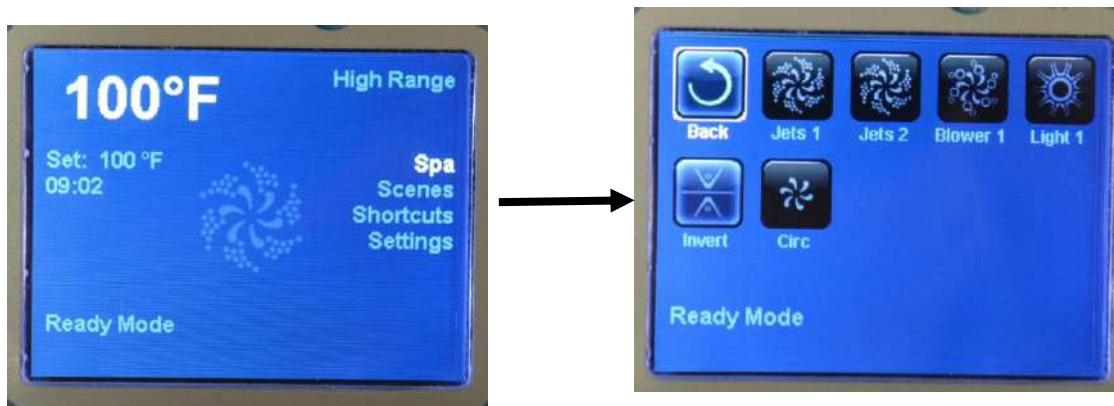 100°F
High Range
Set: 100 °F
09:02
Spa
Scenes
Shortcuts
Settings
Ready Mode
Back
Jets 1
Jets 2
Blower 1
Light 1
Invert
Circ
Ready Mode